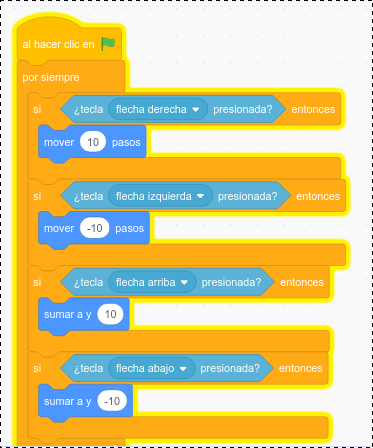 al hacer clic en
por siempre
si ¿tecla flecha derecha presionada? entonces
mover 10 pasos
si ¿tecla flecha izquierda presionada? entonces
mover -10 pasos
si ¿tecla flecha arriba presionada? entonces
sumar a y 10
si ¿tecla flecha abajo presionada? entonces
sumar a y -10